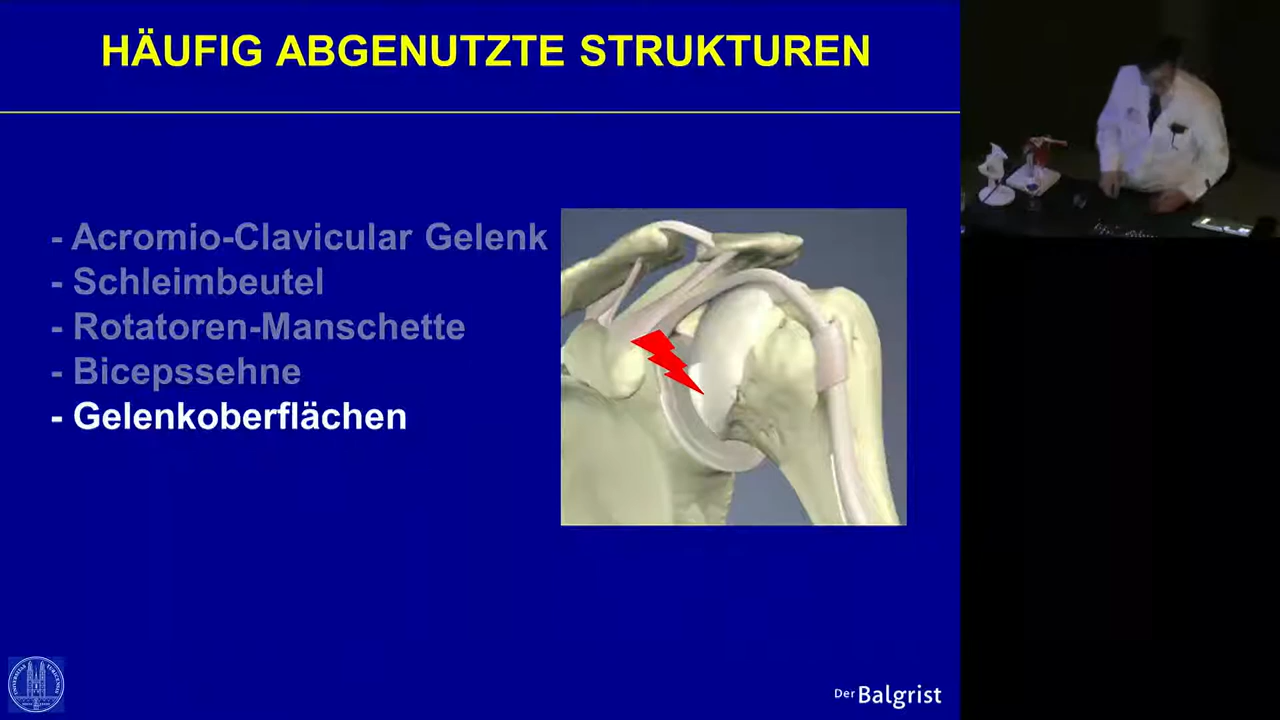 HÄUFIG ABGENUTZTE STRUKTUREN
- Acromio-Clavicular Gelenk
- Schleimbeutel
- Rotatoren-Manschette
- Bicepssehne
- Gelenkoberflächen
Der Balgrist